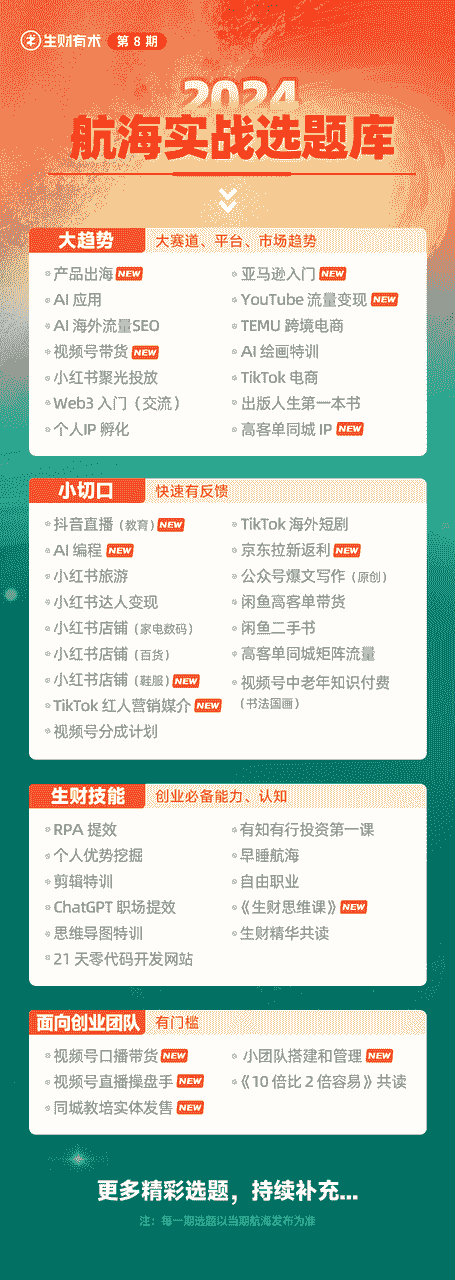 生财有术 第 8 期
2024
航海实战选题库
大趋势 大赛道、平台、市场趋势
产品出海 NEW
AI 应用
AI 海外流量SEO
视频号带货 NEW
小红书聚光投放
Web3 入门（交流）
个人IP 孵化
亚马逊入门 NEW
YouTube 流量变现 NEW
TEMU 跨境电商
Ai 绘画特训
TikTok 电商
出版人生第一本书
高客单同城 IP NEW
小切口 快速有反馈
抖音直播（教育）NEW
AI 编程 NEW
小红书旅游
小红书达人变现
小红书店铺（家电数码）
小红书店铺（百货）
小红书店铺（鞋服）NEW
TikTok 红人营销媒介 NEW
视频号分成计划
TikTok 海外短剧
京东拉新返利 NEW
公众号爆文写作（原创）
闲鱼高客单带货
闲鱼二手书
高客单同城矩阵流量
视频号中老年知识付费
（书法国画）
生财技能 创业必备能力、认知
RPA 提效
个人优势挖掘
剪辑特训
ChatGPT 职场提效
思维导图特训
21 天零代码开发网站
有知有行投资第一课
早睡航海
自由职业
《生财思维课》NEW
生财精华共读
面向创业团队 有门槛
视频号口播带货 NEW
视频号直播操盘手 NEW
同城教培实体发售 NEW
小团队搭建和管理 NEW
《10 倍比 2 倍容易》共读
更多精彩选题，持续补充...
注：每一期选题以当期航海发布为准